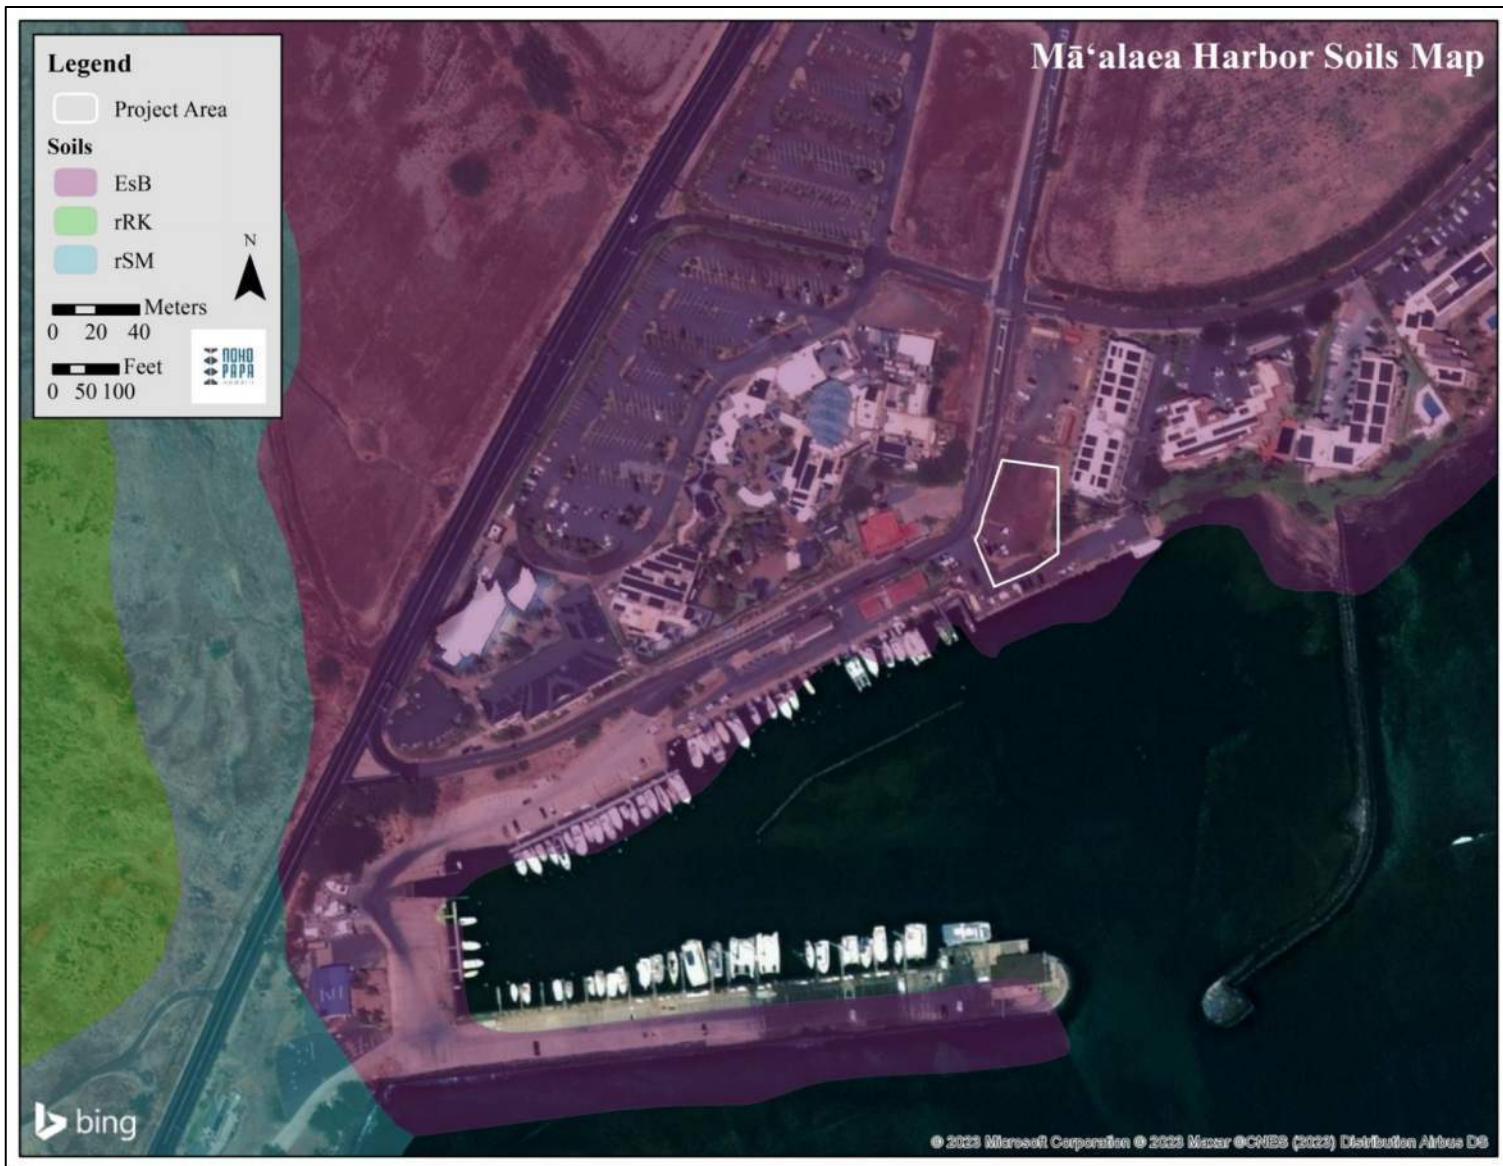 Legend
Project Area
Soils
EsB
rRK
rSM
N
Meters
0 20 40
Feet
0 50 100
NOHO
PAPA
Mā‘alaea Harbor Soils Map
bing
© 2023 Microsoft Corporation © 2023 Maxar ©CNES (2023) Distribution Airbus DS